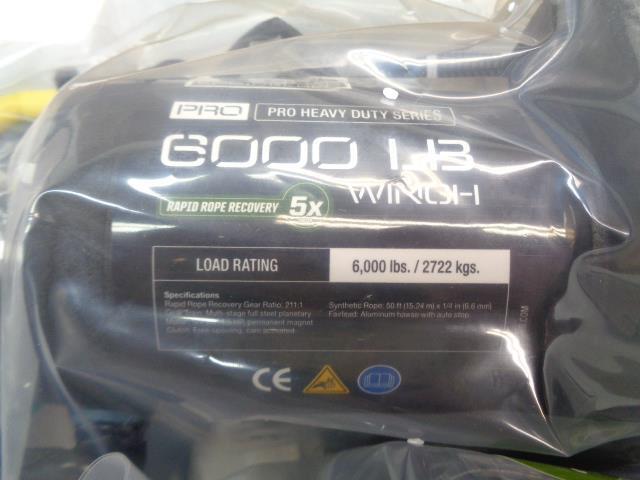 PRO PRO HEAVY DUTY SERIES
6000 LB
WINCH
RAPID ROPE RECOVERY 5X
LOAD RATING 6,000 lbs. / 2722 kgs.
Specifications
Rapid Rope Recovery Gear Ratio: 211:1
Multi-stage full steel planetary
permanent magnet
Clutch:
Synthetic Rope: 50 ft (15.24 m) x 1/4 in (6.6 mm)
Fairlead: Aluminum hawse with auto stop
.COM
CE